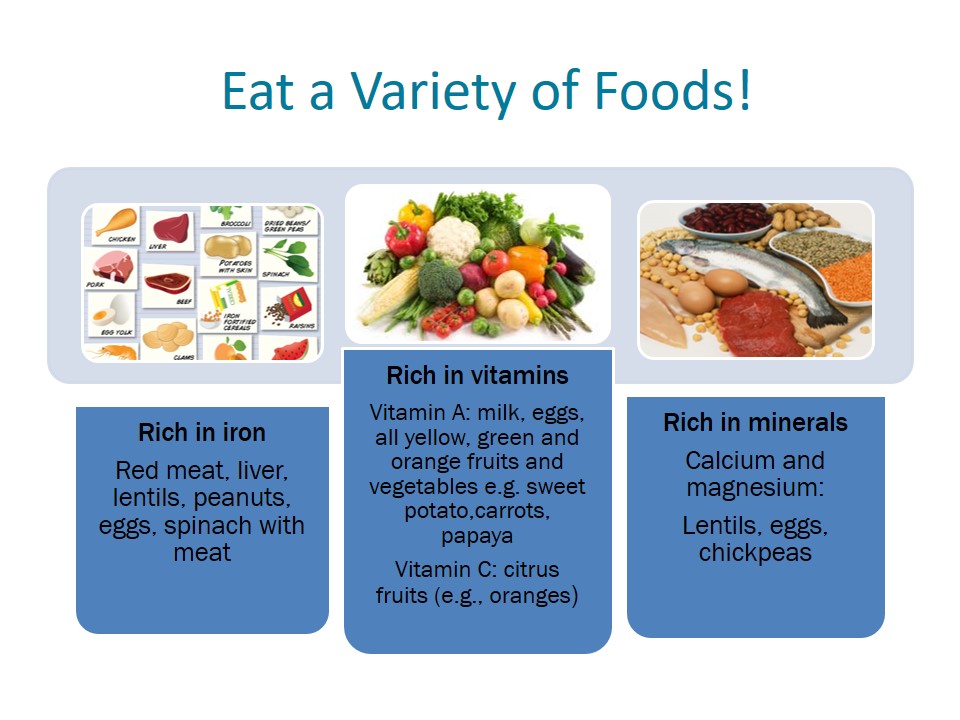 Eat a Variety of Foods!
CHICKEN
LIVER
BROCCOLI
DRIED BEANS/
GREEN PEAS
PORK
BEEF
POTATOES
WITH SKIN
SPINACH
EGG YOLK
CLAMS
IRON
FORTIFIED
CEREALS
RAISINS
Rich in iron
Red meat, liver,
lentils, peanuts,
eggs, spinach with
meat
Rich in vitamins
Vitamin A: milk, eggs,
all yellow, green and
orange fruits and
vegetables e.g. sweet
potato,carrots,
papaya
Vitamin C: citrus
fruits (e.g., oranges)
Rich in minerals
Calcium and
magnesium:
Lentils, eggs,
chickpeas